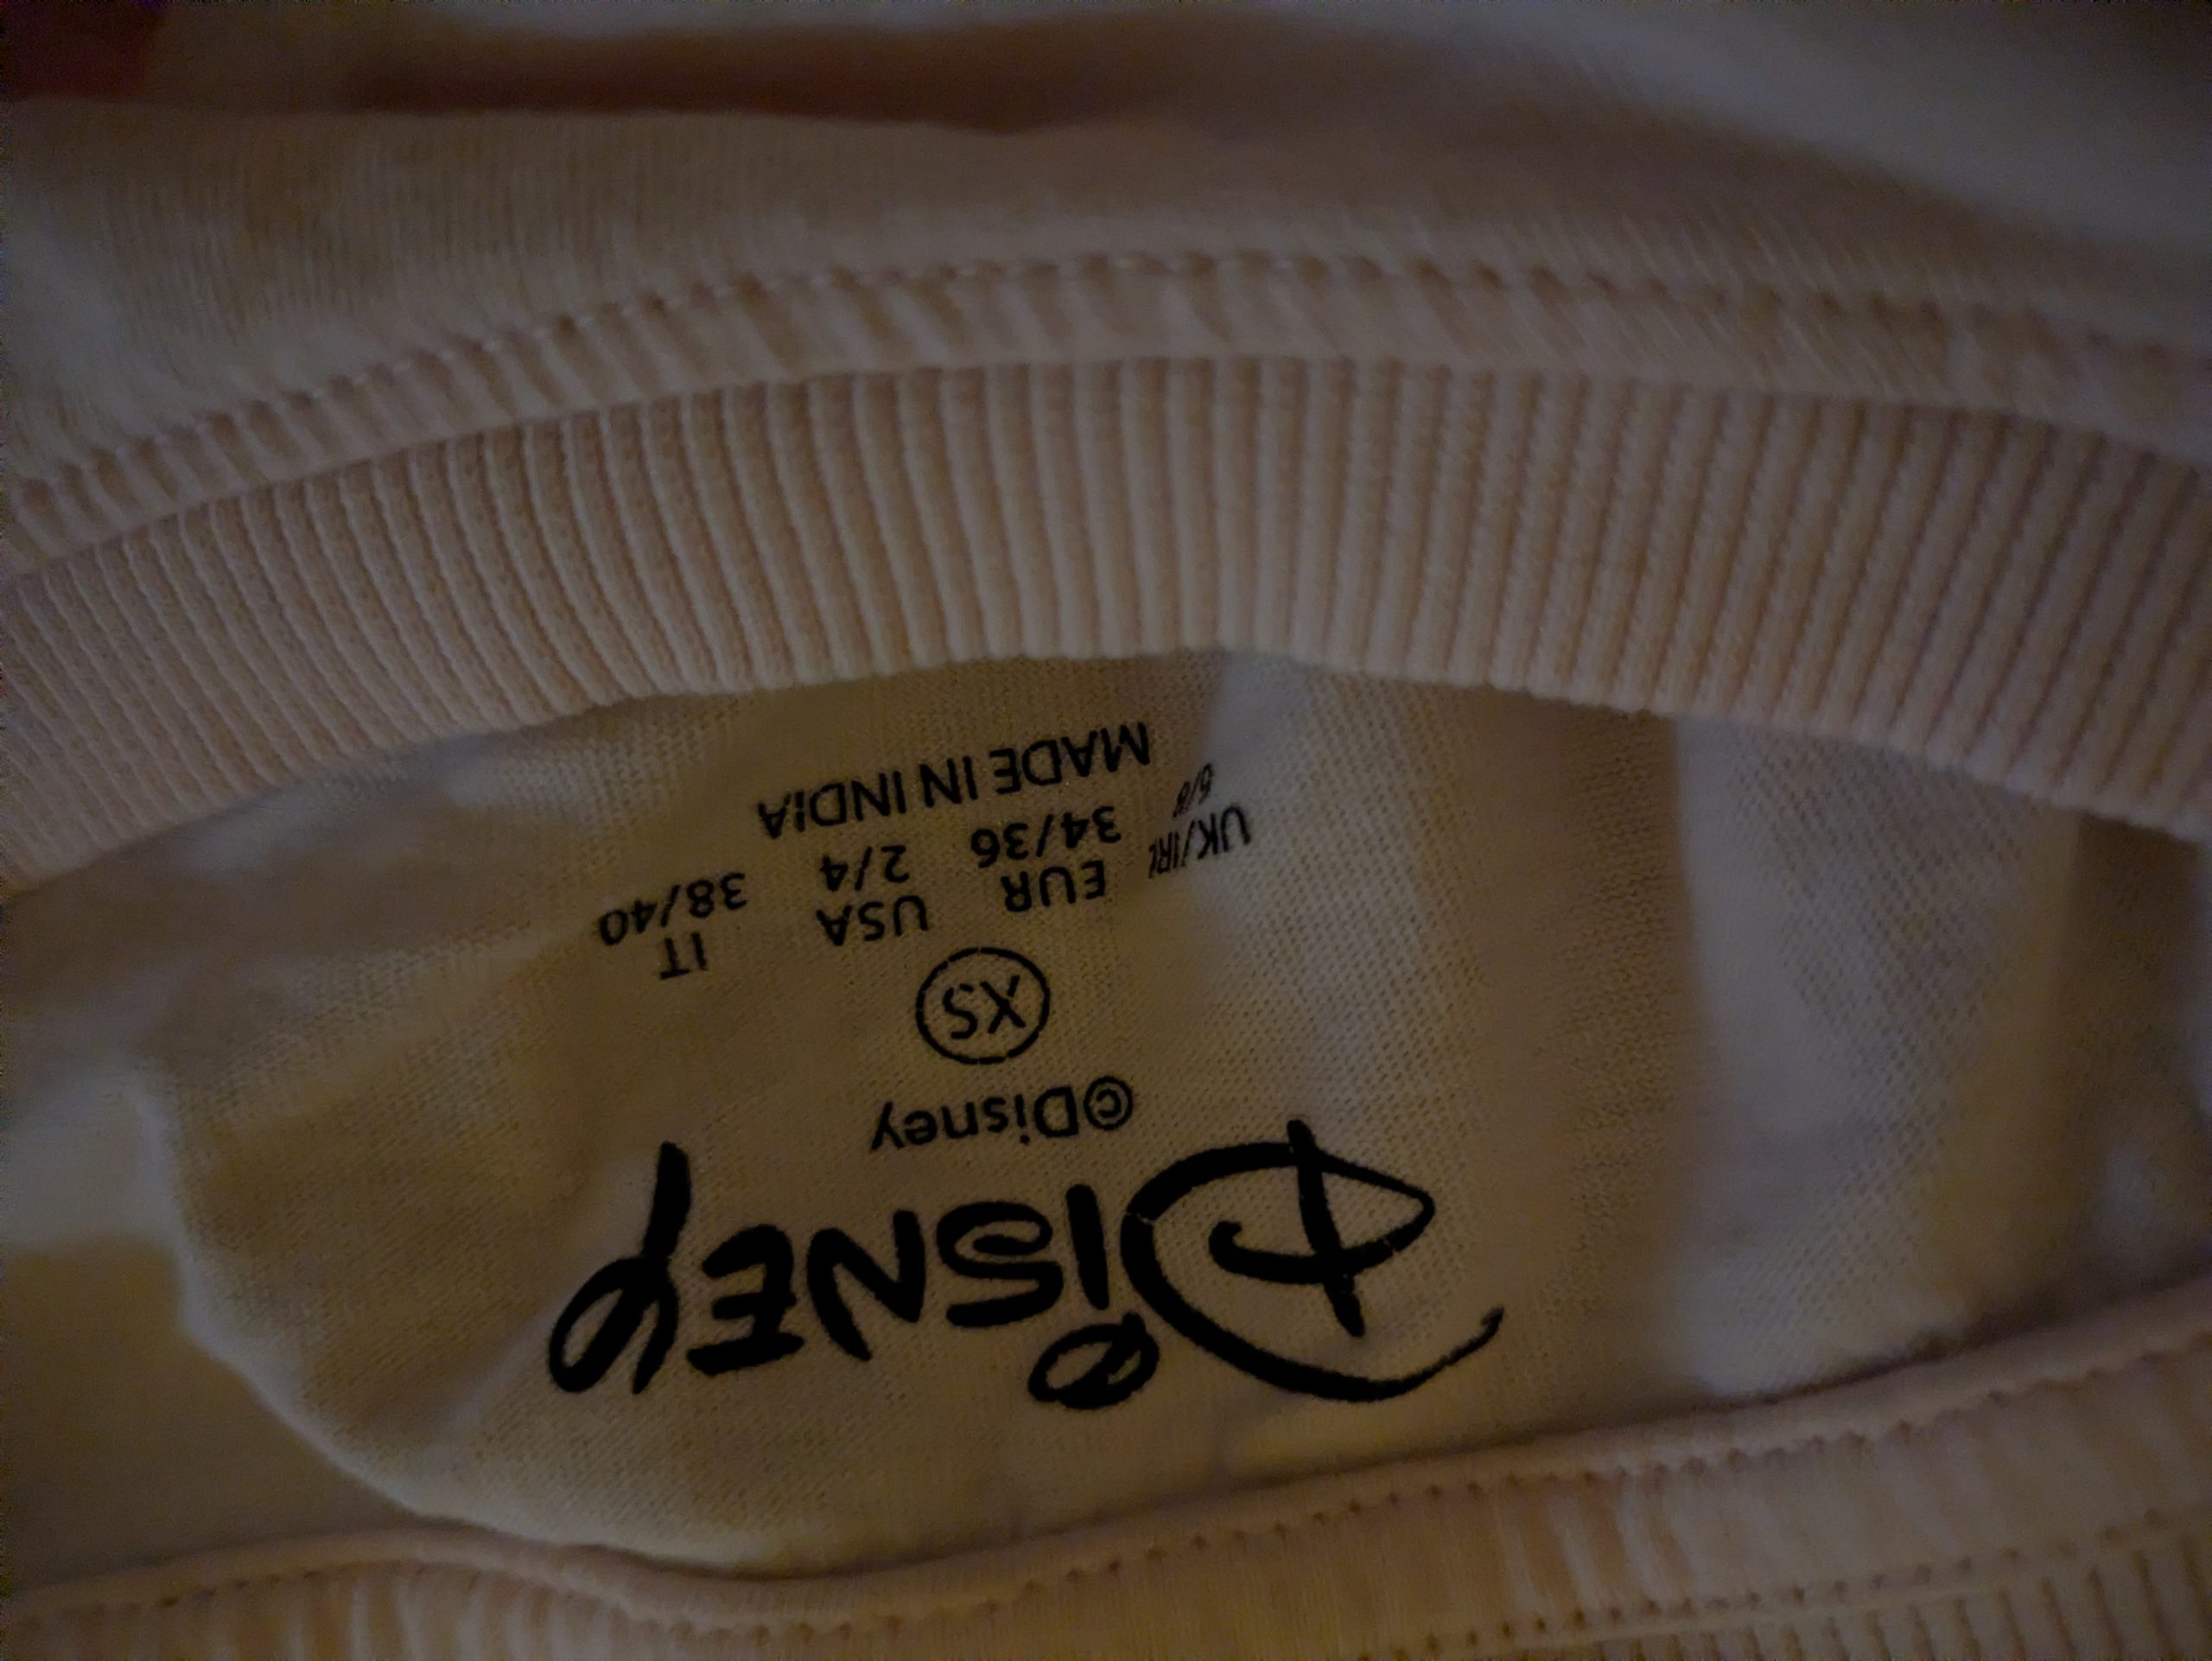 Disney
©Disney
XS
UK/IRL EUR USA IT
6/8 34/36 2/4 38/40
MADE IN INDIA